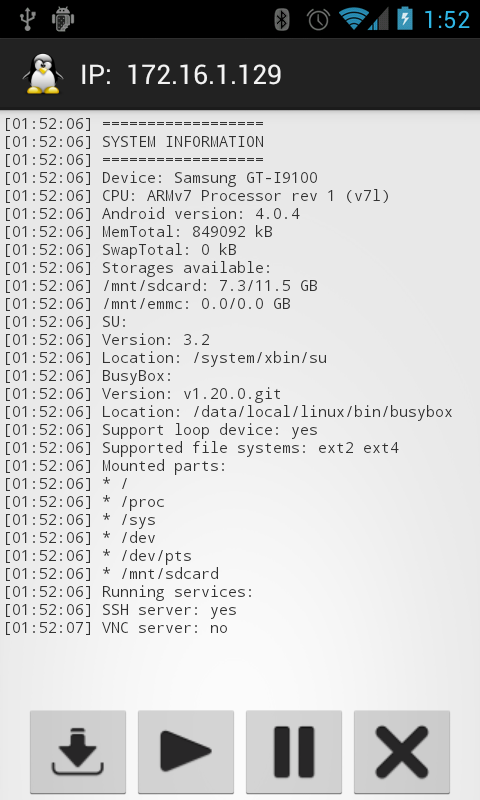 1:52
IP: 172.16.1.129
[01:52:06] ==================
[01:52:06] SYSTEM INFORMATION
[01:52:06] ==================
[01:52:06] Device: Samsung GT-I9100
[01:52:06] CPU: ARMv7 Processor rev 1 (v7l)
[01:52:06] Android version: 4.0.4
[01:52:06] MemTotal: 849092 kB
[01:52:06] SwapTotal: 0 kB
[01:52:06] Storages available:
[01:52:06] /mnt/sdcard: 7.3/11.5 GB
[01:52:06] /mnt/emmc: 0.0/0.0 GB
[01:52:06] SU:
[01:52:06] Version: 3.2
[01:52:06] Location: /system/xbin/su
[01:52:06] BusyBox:
[01:52:06] Version: v1.20.0.git
[01:52:06] Location: /data/local/linux/bin/busybox
[01:52:06] Support loop device: yes
[01:52:06] Supported file systems: ext2 ext4
[01:52:06] Mounted parts:
[01:52:06] * /
[01:52:06] * /proc
[01:52:06] * /sys
[01:52:06] * /dev
[01:52:06] * /dev/pts
[01:52:06] * /mnt/sdcard
[01:52:06] Running services:
[01:52:06] SSH server: yes
[01:52:07] VNC server: no